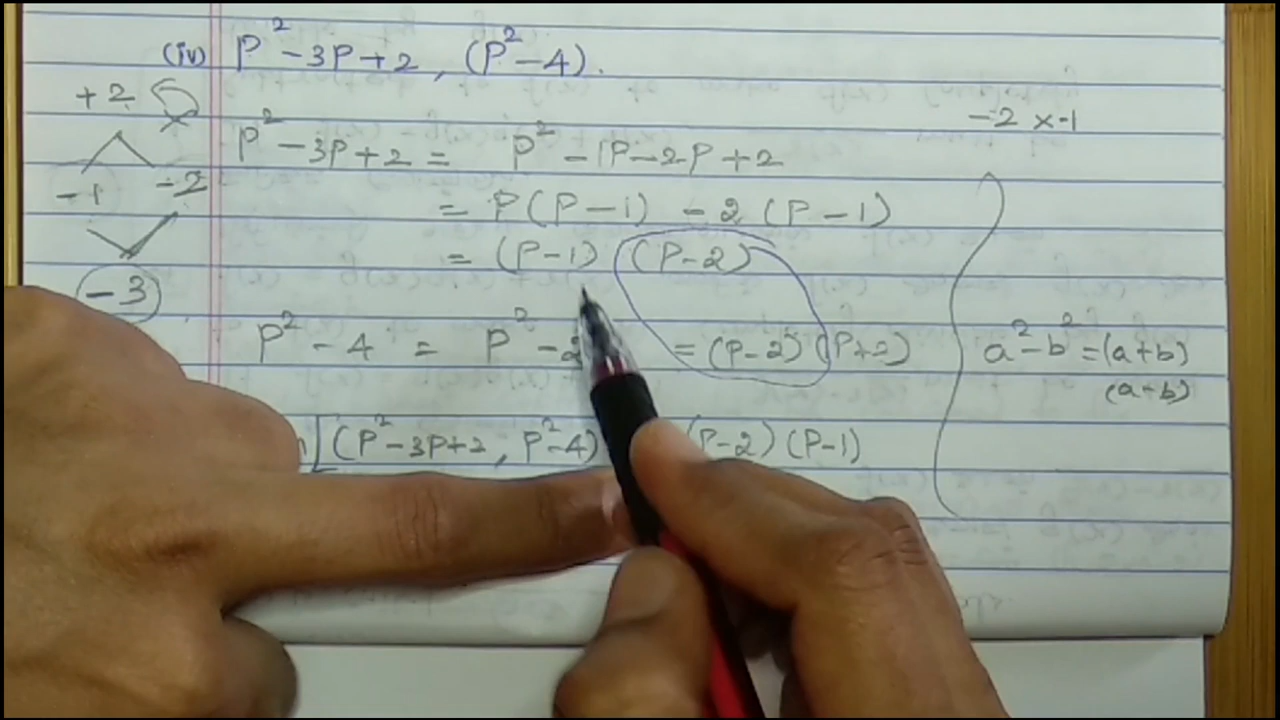 (iv) P² - 3P + 2 , (P² - 4).
+2
-1 -2
-3
-2 x -1
P² - 3P + 2 = P² - 1P - 2P + 2
= P (P - 1) - 2 (P - 1)
= (P - 1) (P - 2)
P² - 4 = P² - 2 = (P - 2) (P + 2)
a² - b² = (a + b)
(a - b)
[(P² - 3P + 2 , P² - 4) (P - 2) (P - 1)